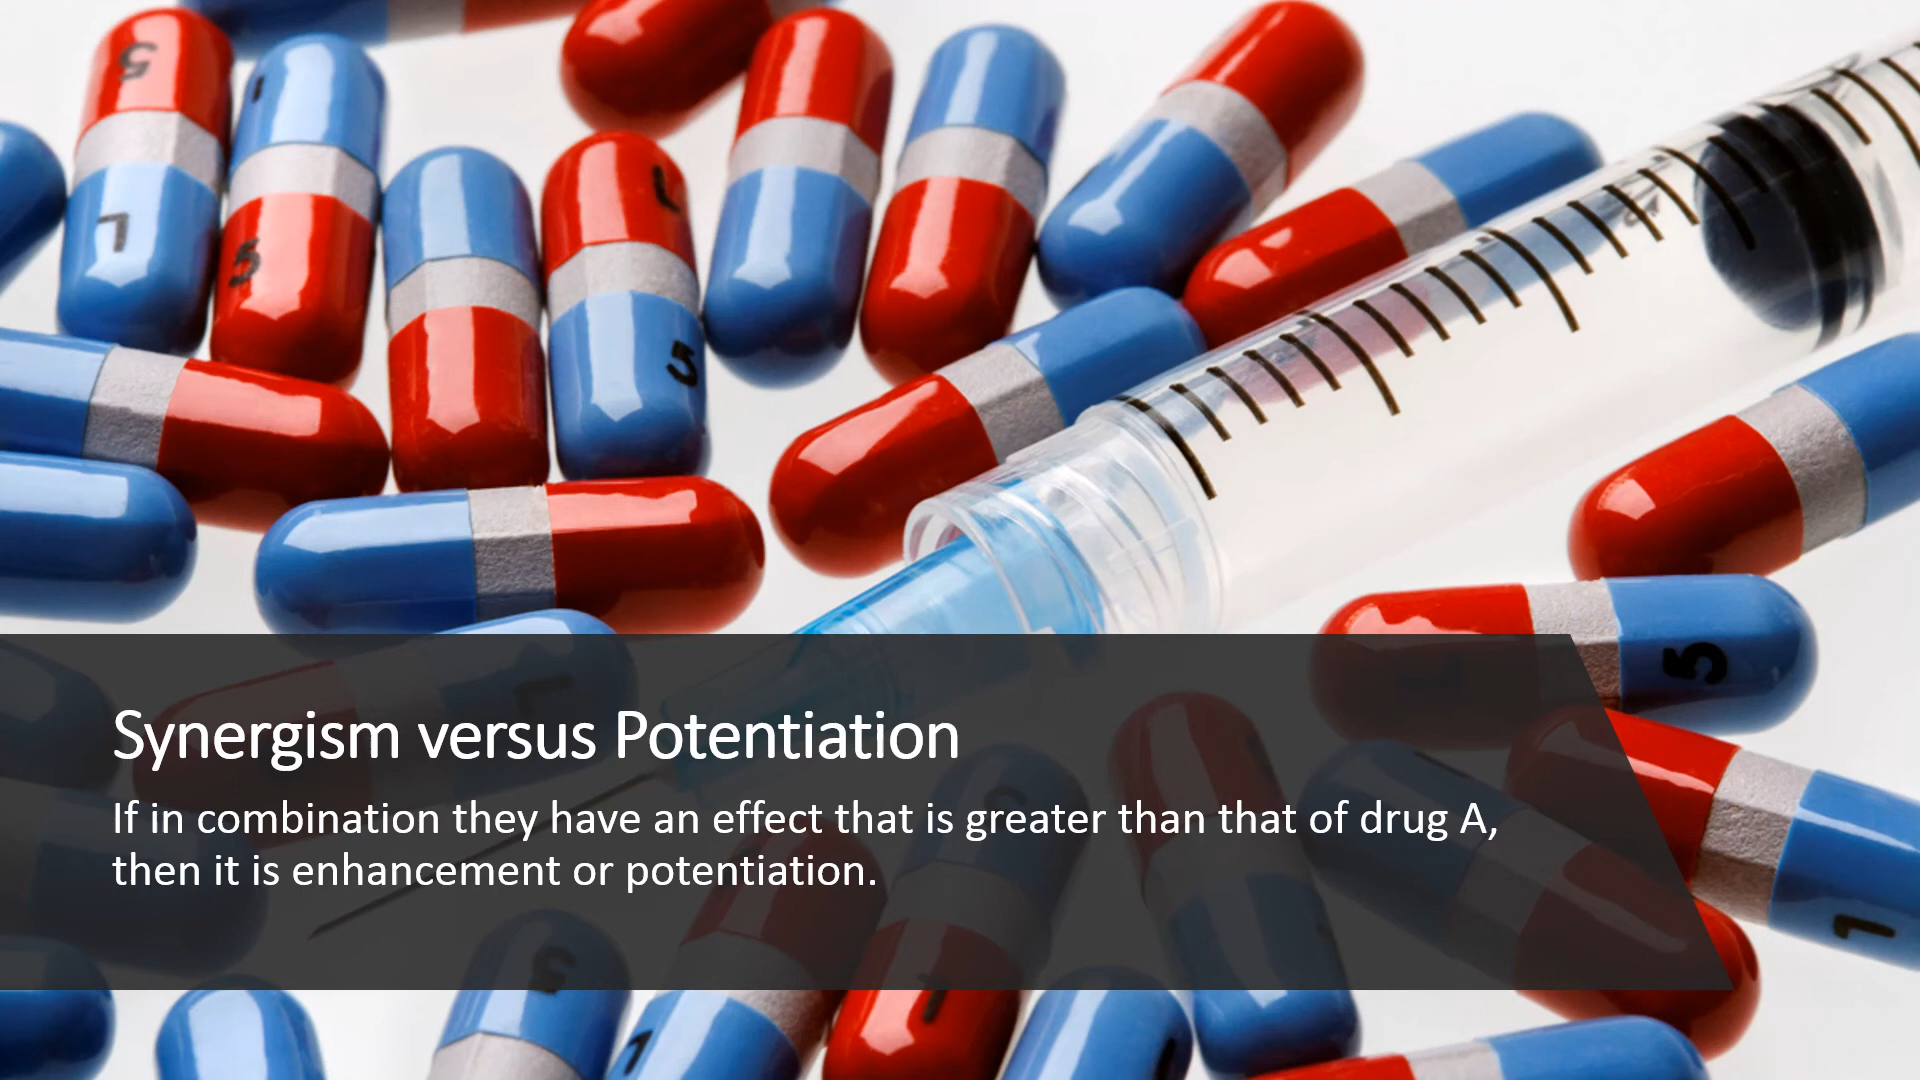 Synergism versus Potentiation
If in combination they have an effect that is greater than that of drug A,
then it is enhancement or potentiation.